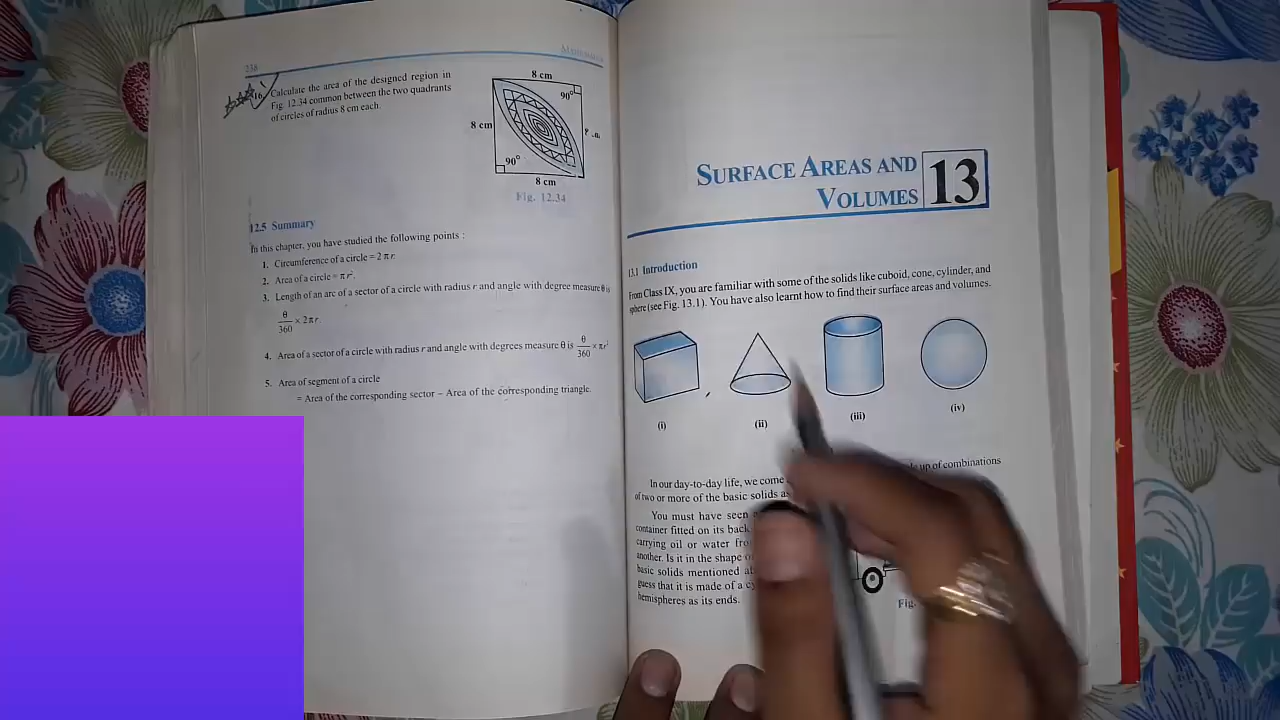 238
MATHEMATICS
16. Calculate the area of the designed region in
Fig. 12.34 common between the two quadrants
of circles of radius 8 cm each.
8 cm
90°
8 cm
90°
8 cm
Fig. 12.34
12.5 Summary
In this chapter, you have studied the following points :
1. Circumference of a circle = 2 π r.
2. Area of a circle = π r².
3. Length of an arc of a sector of a circle with radius r and angle with degree measure θ is
θ/360 × 2πr.
4. Area of a sector of a circle with radius r and angle with degrees measure θ is θ/360 × πr²
5. Area of segment of a circle
= Area of the corresponding sector – Area of the corresponding triangle.
SURFACE AREAS AND
VOLUMES
13
13.1 Introduction
From Class IX, you are familiar with some of the solids like cuboid, cone, cylinder, and
sphere (see Fig. 13.1). You have also learnt how to find their surface areas and volumes.
(i)
(ii)
(iii)
(iv)
In our day-to-day life, we come up of combinations
of two or more of the basic solids
You must have seen
container fitted on its back
carrying oil or water
another. Is it in the shape
basic solids mentioned
guess that it is made of a
hemispheres as its ends.
Fig.